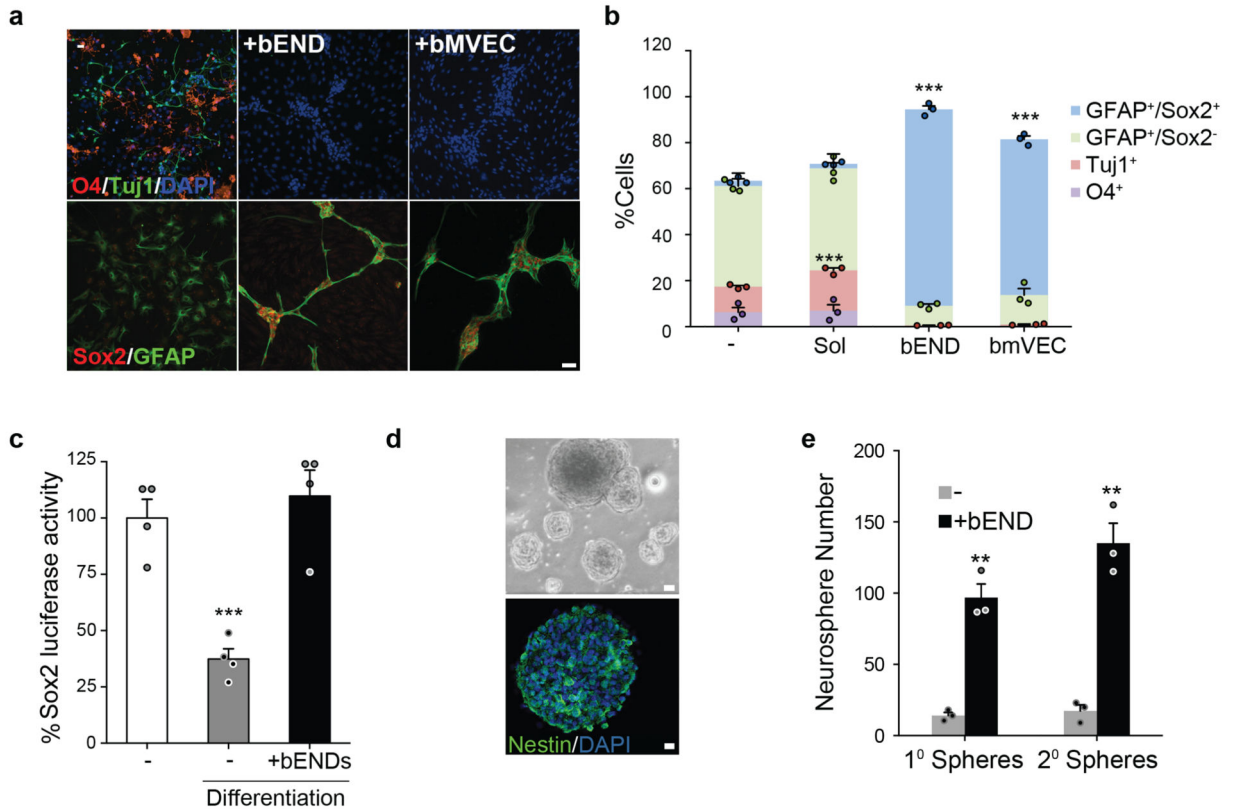 a
-
+bEND
+bMVEC
O4/Tuj1/DAPI
Sox2/GFAP
b
%Cells
120
100
80
60
40
20
0
***
***
***
-
Sol
bEND
bmVEC
GFAP⁺/Sox2⁺
GFAP⁺/Sox2⁻
Tuj1⁺
O4⁺
c
% Sox2 luciferase activity
125
100
75
50
25
0
***
-
-
+bENDs
Differentiation
d
Nestin/DAPI
e
Neurosphere Number
200
150
100
50
0
-
+bEND
**
**
1⁰ Spheres
2⁰ Spheres